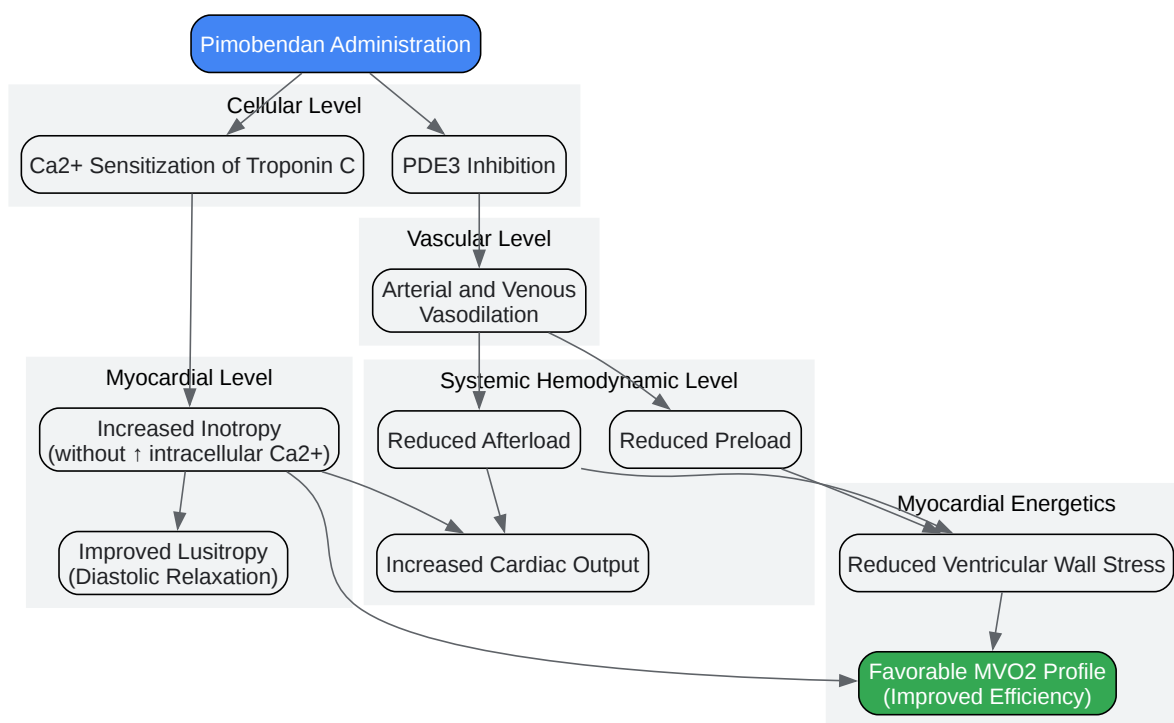 Pimobendan Administration
Cellular Level
Ca2+ Sensitization of Troponin C
PDE3 Inhibition
Vascular Level
Arterial and Venous
Vasodilation
Myocardial Level
Systemic Hemodynamic Level
Increased Inotropy
(without ↑ intracellular Ca2+)
Reduced Afterload
Reduced Preload
Myocardial Energetics
Improved Lusitropy
(Diastolic Relaxation)
Increased Cardiac Output
Reduced Ventricular Wall Stress
Favorable MVO2 Profile
(Improved Efficiency)